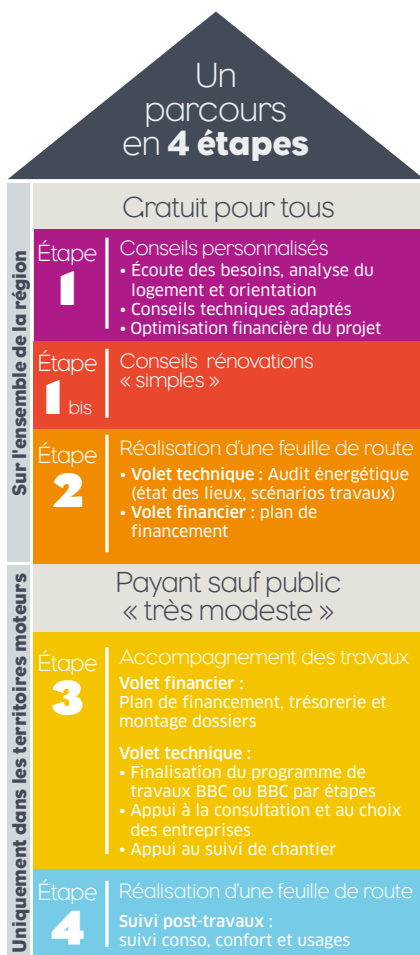 Un
parcours
en 4 étapes
Sur l'ensemble de la région
Gratuit pour tous
Étape
1
Conseils personnalisés
• Écoute des besoins, analyse du
logement et orientation
• Conseils techniques adaptés
• Optimisation financière du projet
Étape
1 bis
Conseils rénovations
« simples »
Étape
2
Réalisation d'une feuille de route
• Volet technique : Audit énergétique
(état des lieux, scénarios travaux)
• Volet financier : plan de
financement
Uniquement dans les territoires moteurs
Payant sauf public
« très modeste »
Étape
3
Accompagnement des travaux
Volet financier :
Plan de financement, trésorerie et
montage dossiers
Volet technique :
• Finalisation du programme de
travaux BBC ou BBC par étapes
• Appui à la consultation et au choix
des entreprises
• Appui au suivi de chantier
Étape
4
Réalisation d'une feuille de route
Suivi post-travaux :
suivi conso, confort et usages